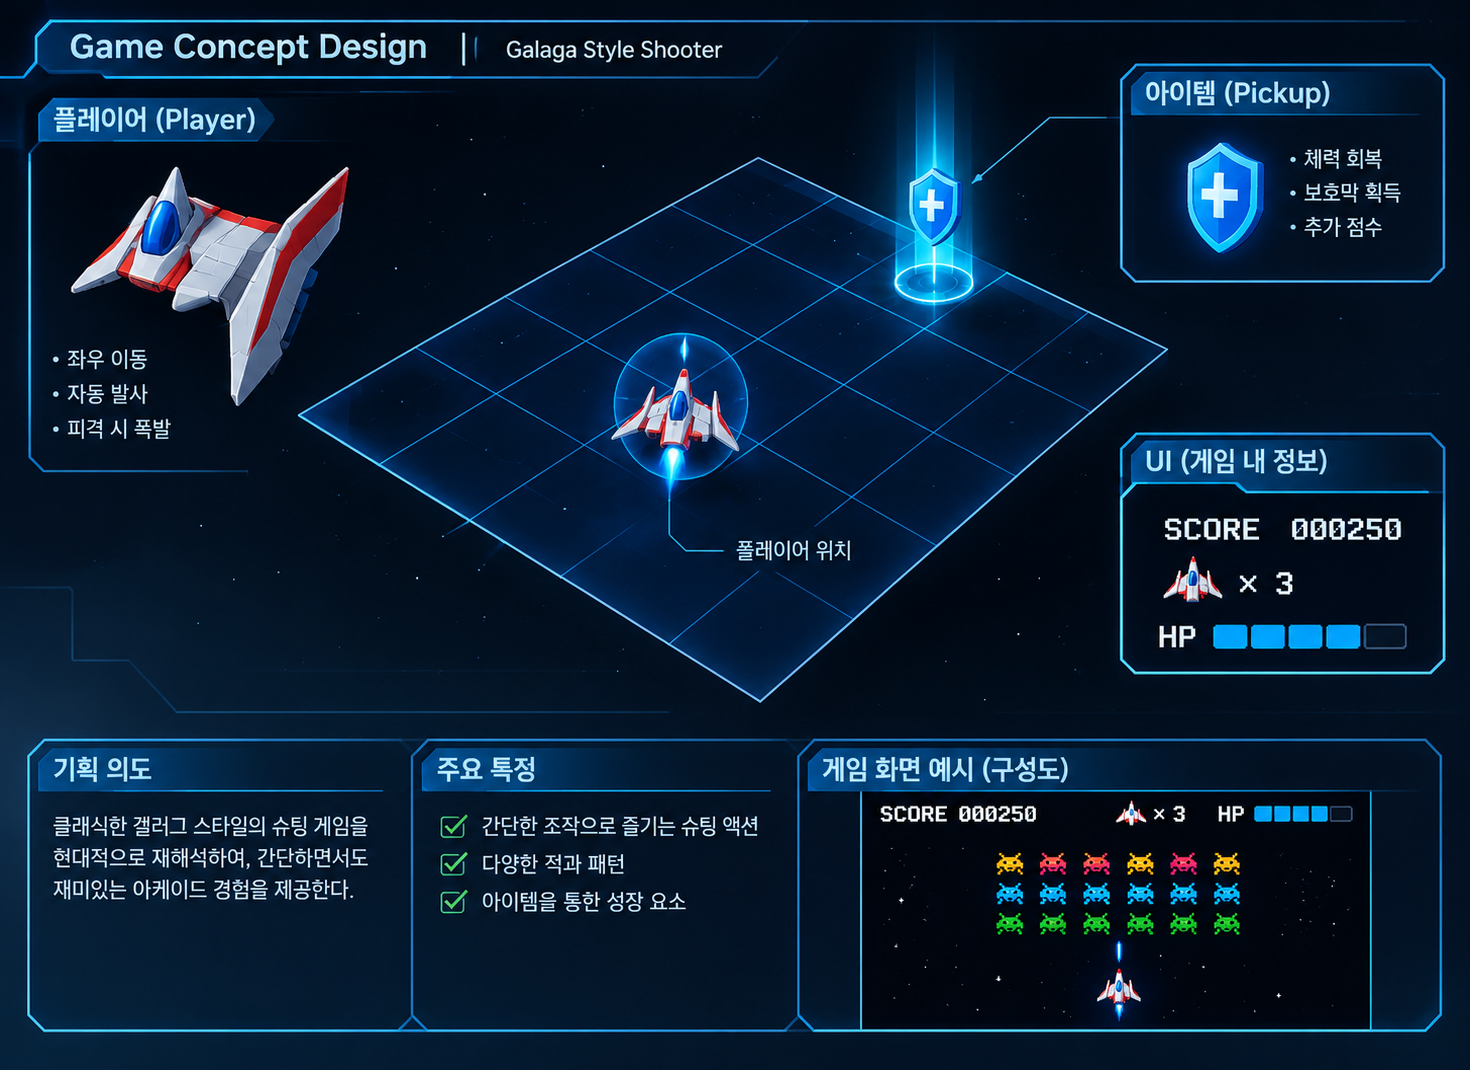 Game Concept Design | Galaga Style Shooter
플레이어 (Player)
• 좌우 이동
• 자동 발사
• 피격 시 폭발
아이템 (Pickup)
• 체력 회복
• 보호막 획득
• 추가 점수
플레이어 위치
UI (게임 내 정보)
SCORE 000250
× 3
HP
기획 의도
클래식한 갤러그 스타일의 슈팅 게임을
현대적으로 재해석하여, 간단하면서도
재미있는 아케이드 경험을 제공한다.
주요 특정
간단한 조작으로 즐기는 슈팅 액션
다양한 적과 패턴
아이템을 통한 성장 요소
게임 화면 예시 (구성도)
SCORE 000250 × 3 HP